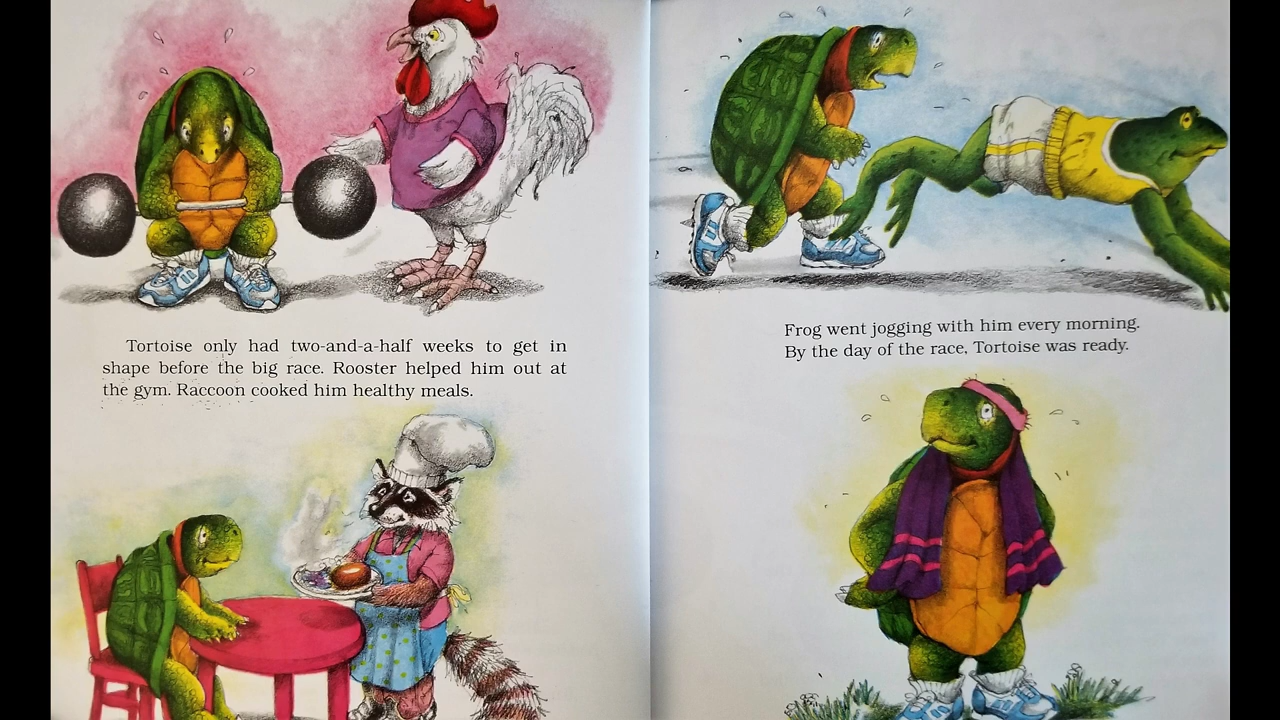 Tortoise only had two-and-a-half weeks to get in
shape before the big race. Rooster helped him out at
the gym. Raccoon cooked him healthy meals.
Frog went jogging with him every morning.
By the day of the race, Tortoise was ready.